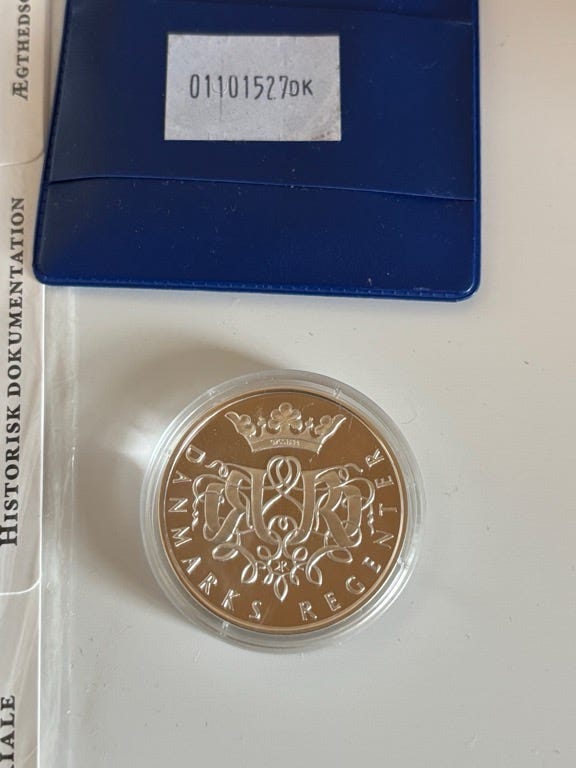 01101527DK
ÆGTHEDS
HISTORISK DOKUMENTATION
IALE
DANMARKS REGENTER